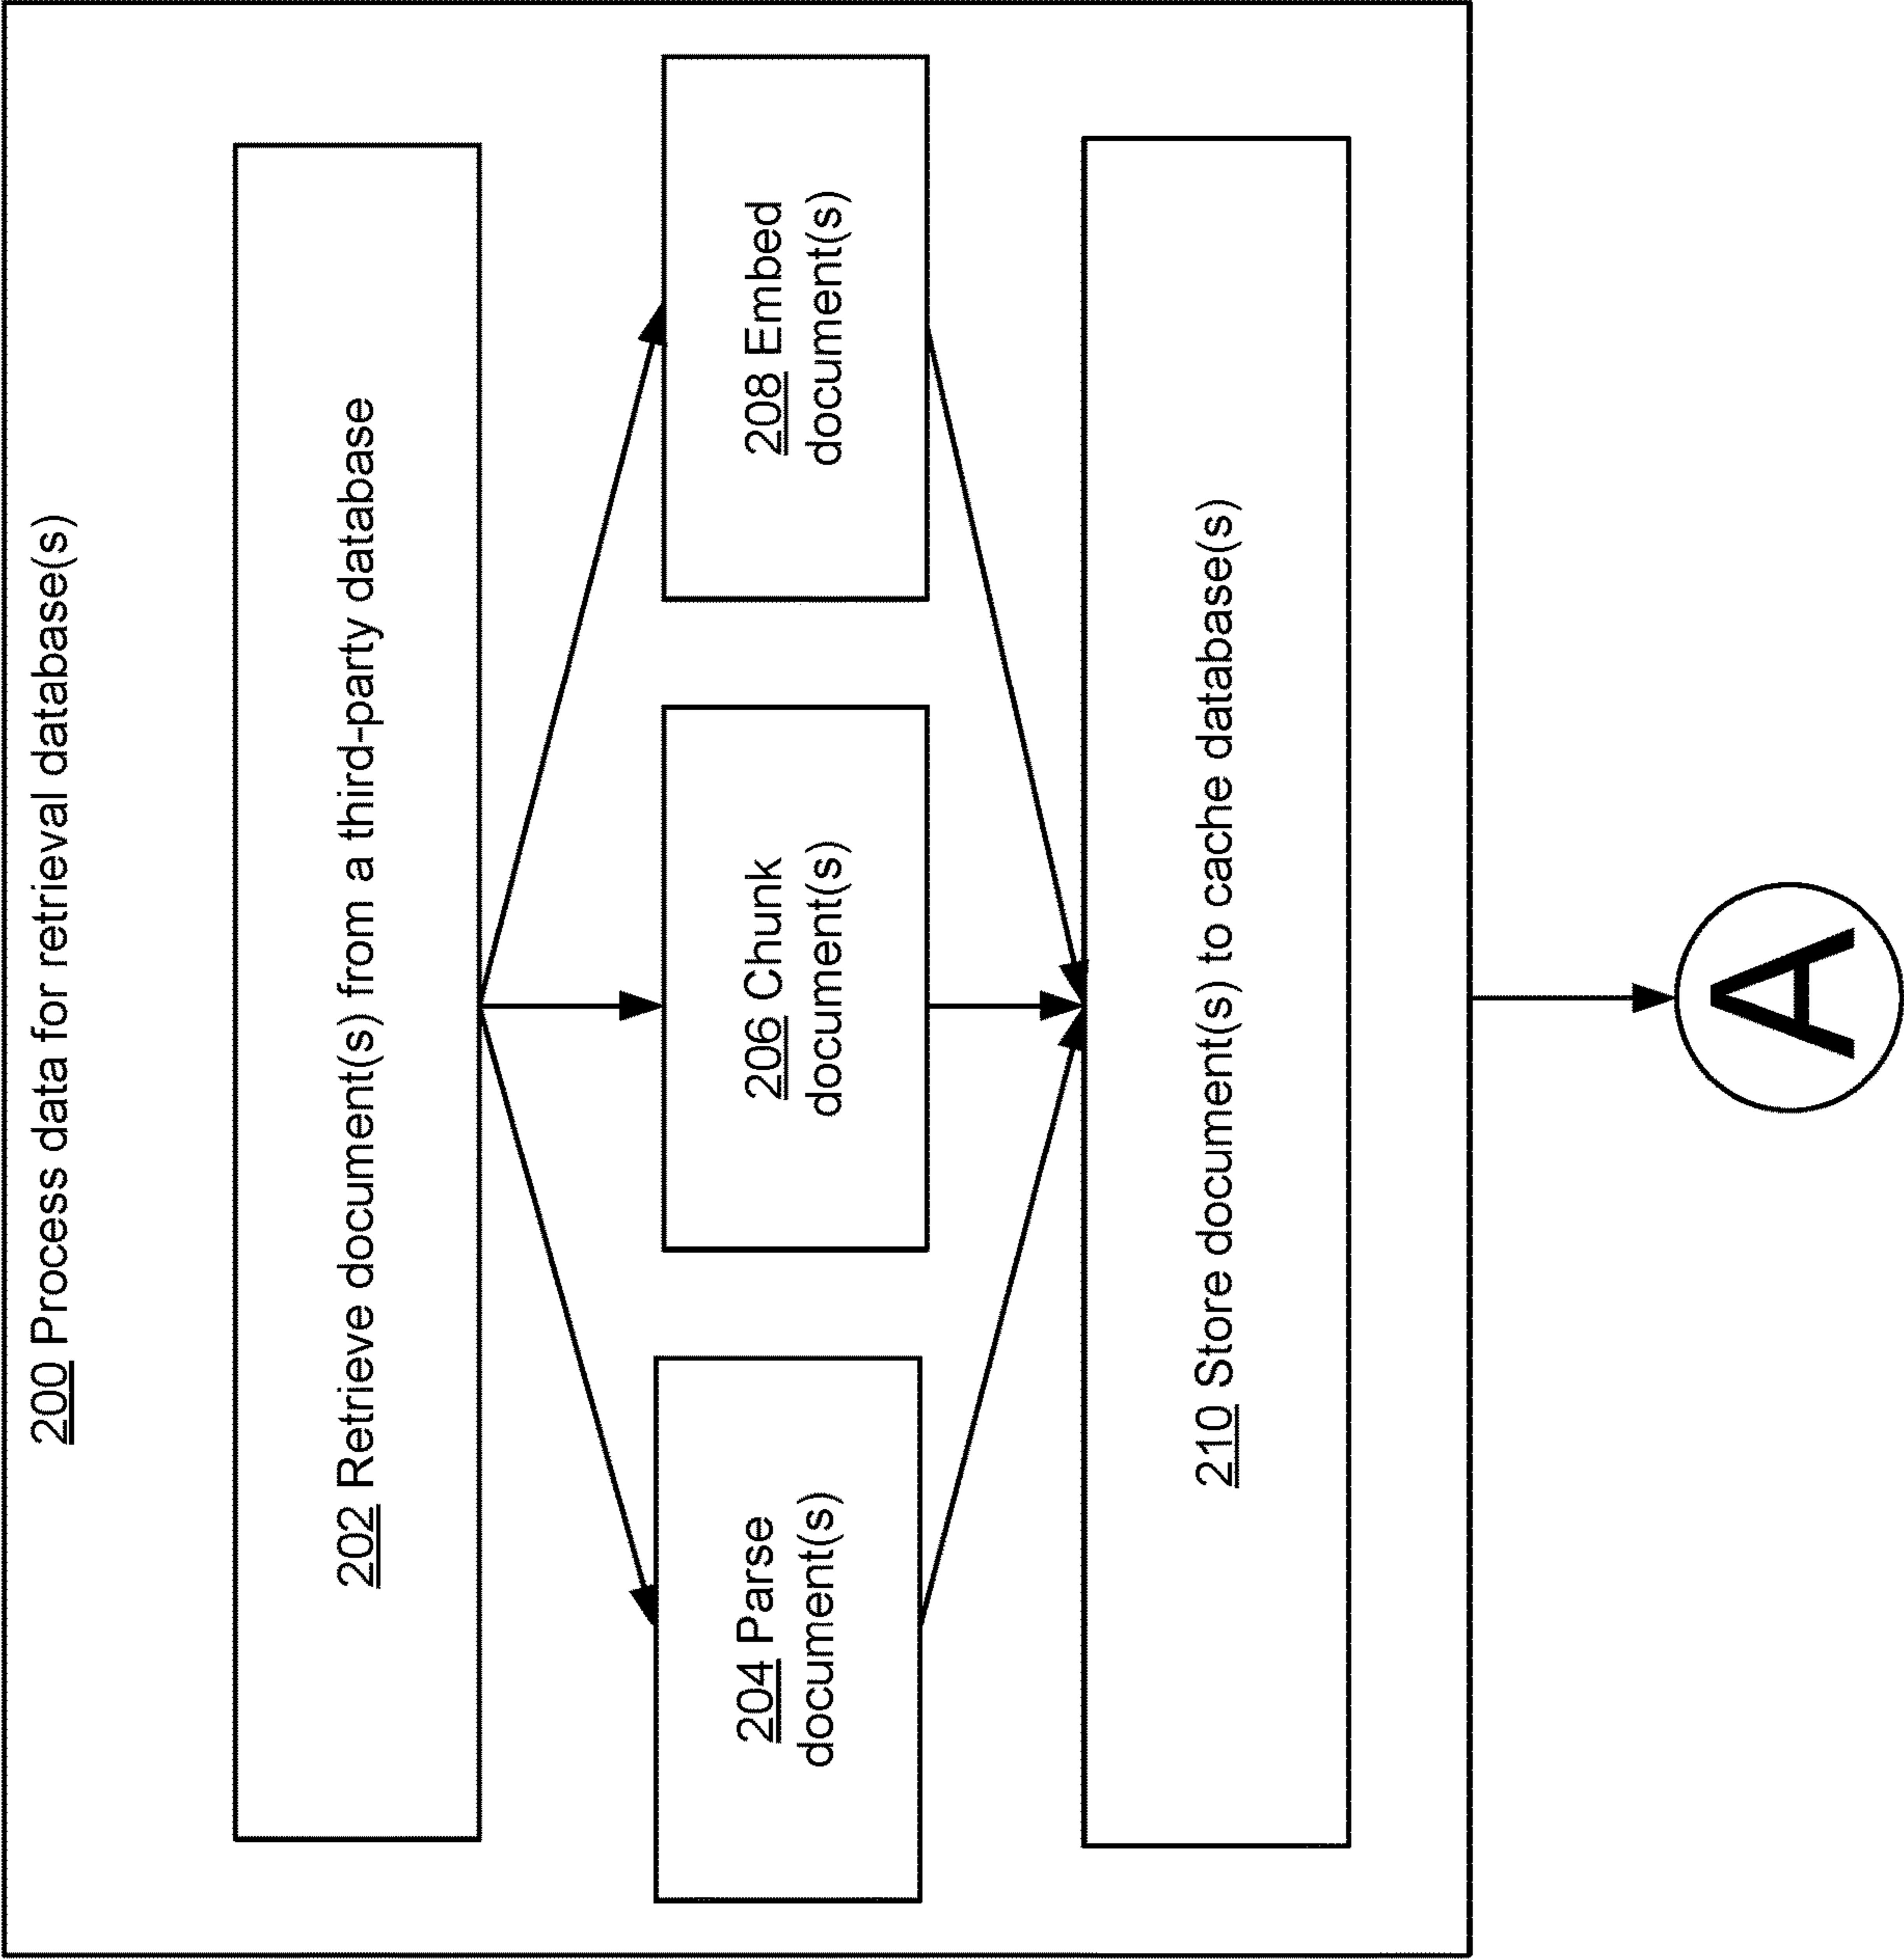 200 Process data for retrieval database(s)
202 Retrieve document(s) from a third-party database
204 Parse
document(s)
206 Chunk
document(s)
208 Embed
document(s)
210 Store document(s) to cache database(s)
A